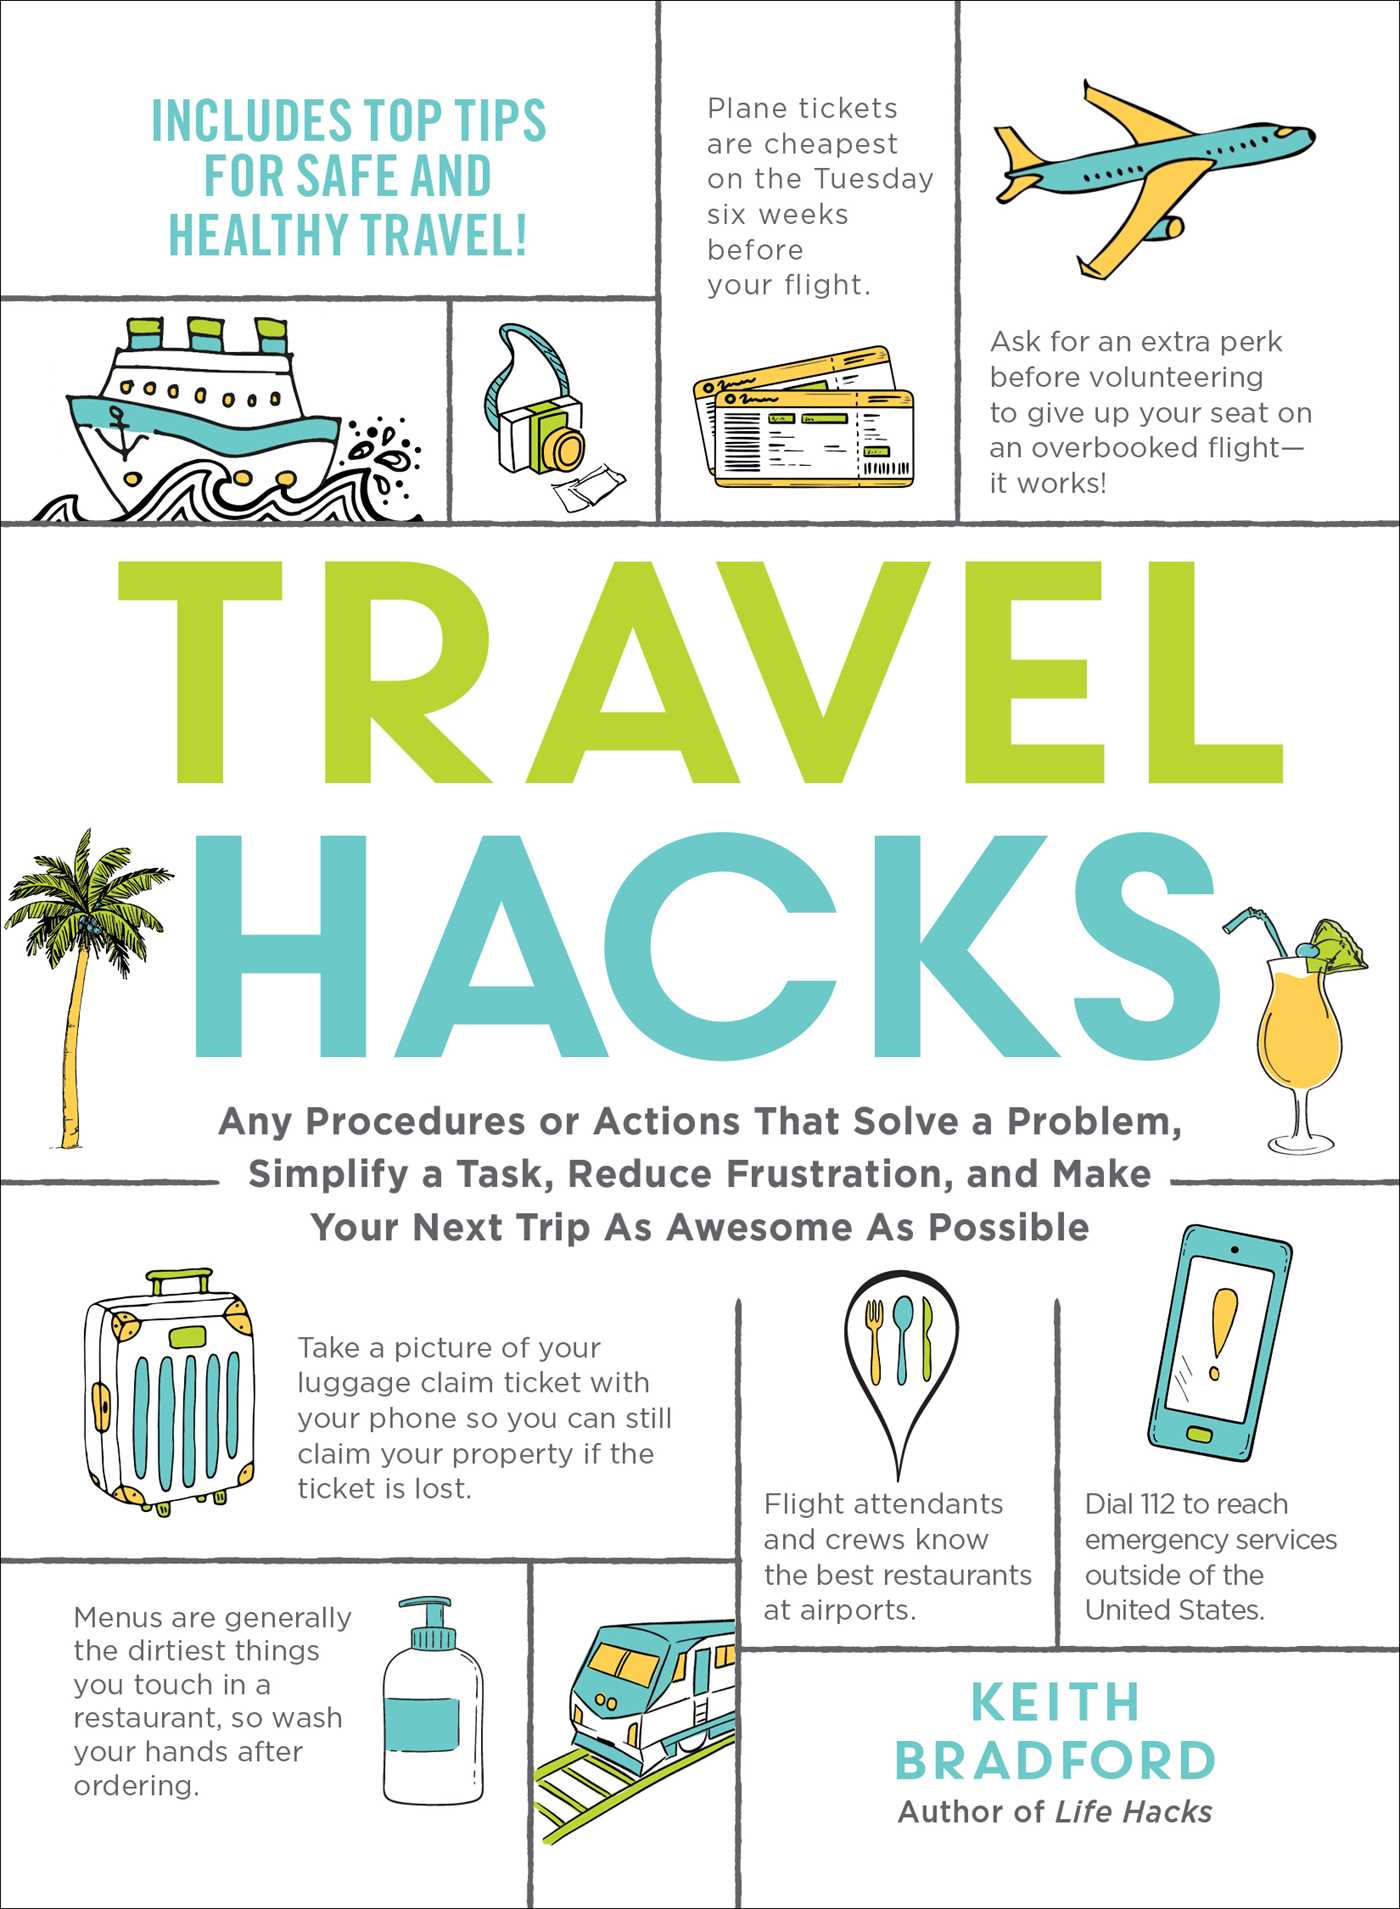 INCLUDES TOP TIPS
FOR SAFE AND
HEALTHY TRAVEL!
Plane tickets
are cheapest
on the Tuesday
six weeks
before
your flight.
Ask for an extra perk
before volunteering
to give up your seat on
an overbooked flight—
it works!
TRAVEL
HACKS
Any Procedures or Actions That Solve a Problem,
Simplify a Task, Reduce Frustration, and Make
Your Next Trip As Awesome As Possible
Take a picture of your
luggage claim ticket with
your phone so you can still
claim your property if the
ticket is lost.
Flight attendants
and crews know
the best restaurants
at airports.
Dial 112 to reach
emergency services
outside of the
United States.
Menus are generally
the dirtiest things
you touch in a
restaurant, so wash
your hands after
ordering.
KEITH
BRADFORD
Author of Life Hacks